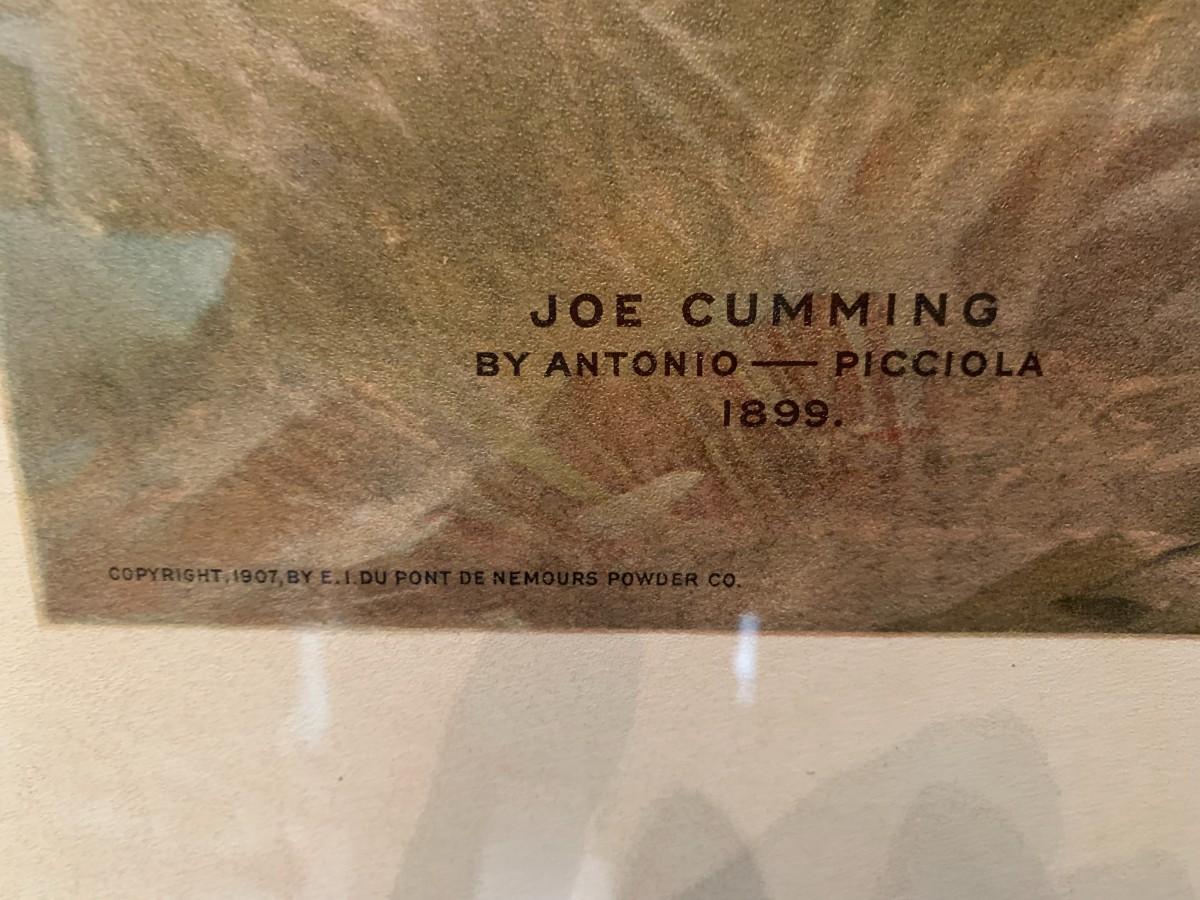 JOE CUMMING
BY ANTONIO — PICCIOLA
1899.
COPYRIGHT, 1907, BY E. I. DU PONT DE NEMOURS POWDER CO.